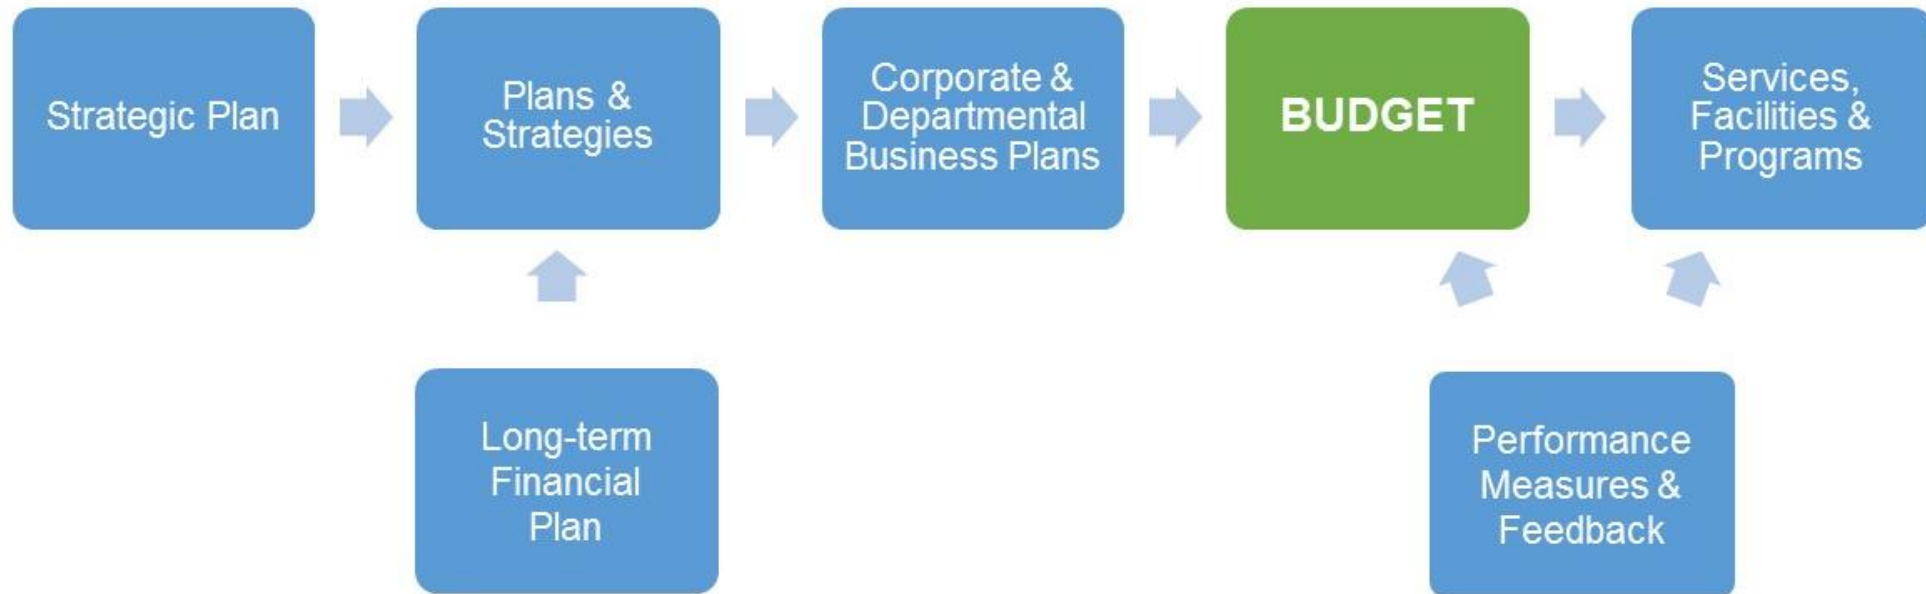 Strategic Plan
Plans &
Strategies
Corporate &
Departmental
Business Plans
BUDGET
Services,
Facilities &
Programs
Long-term
Financial
Plan
Performance
Measures &
Feedback